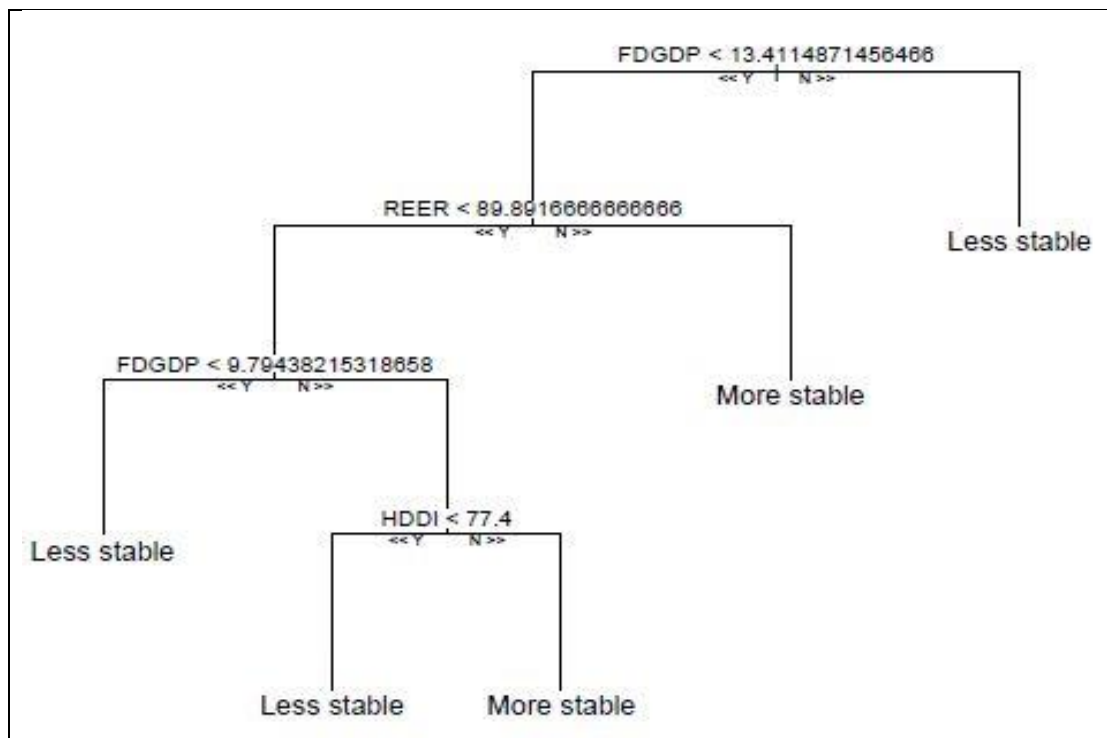 FDGDP < 13.4114871456466
<< Y N >>
REER < 89.8916666666666
<< Y N >>
Less stable
FDGDP < 9.79438215318658
<< Y N >>
More stable
HDDI < 77.4
<< Y N >>
Less stable
Less stable
More stable